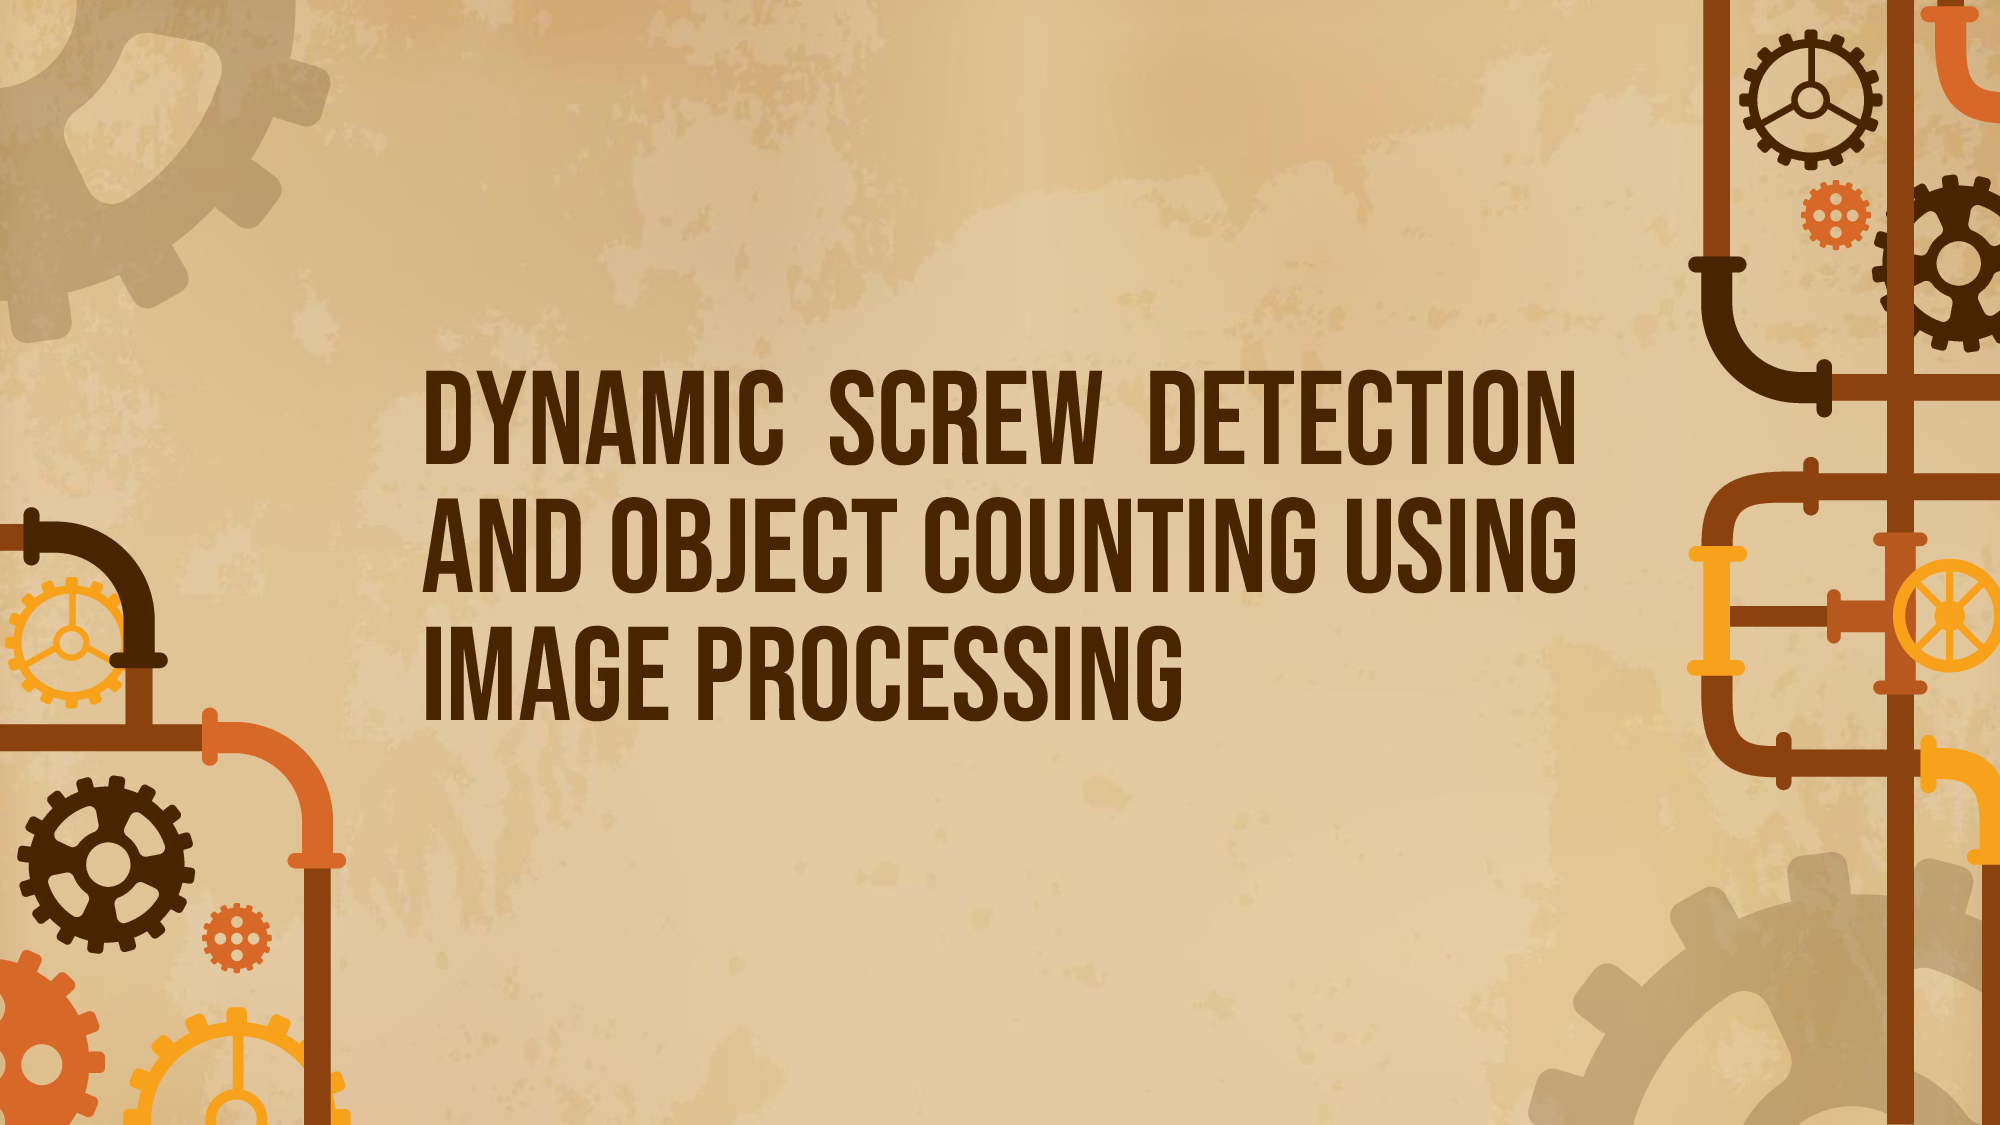 DYNAMIC SCREW DETECTION
AND OBJECT COUNTING USING
IMAGE PROCESSING